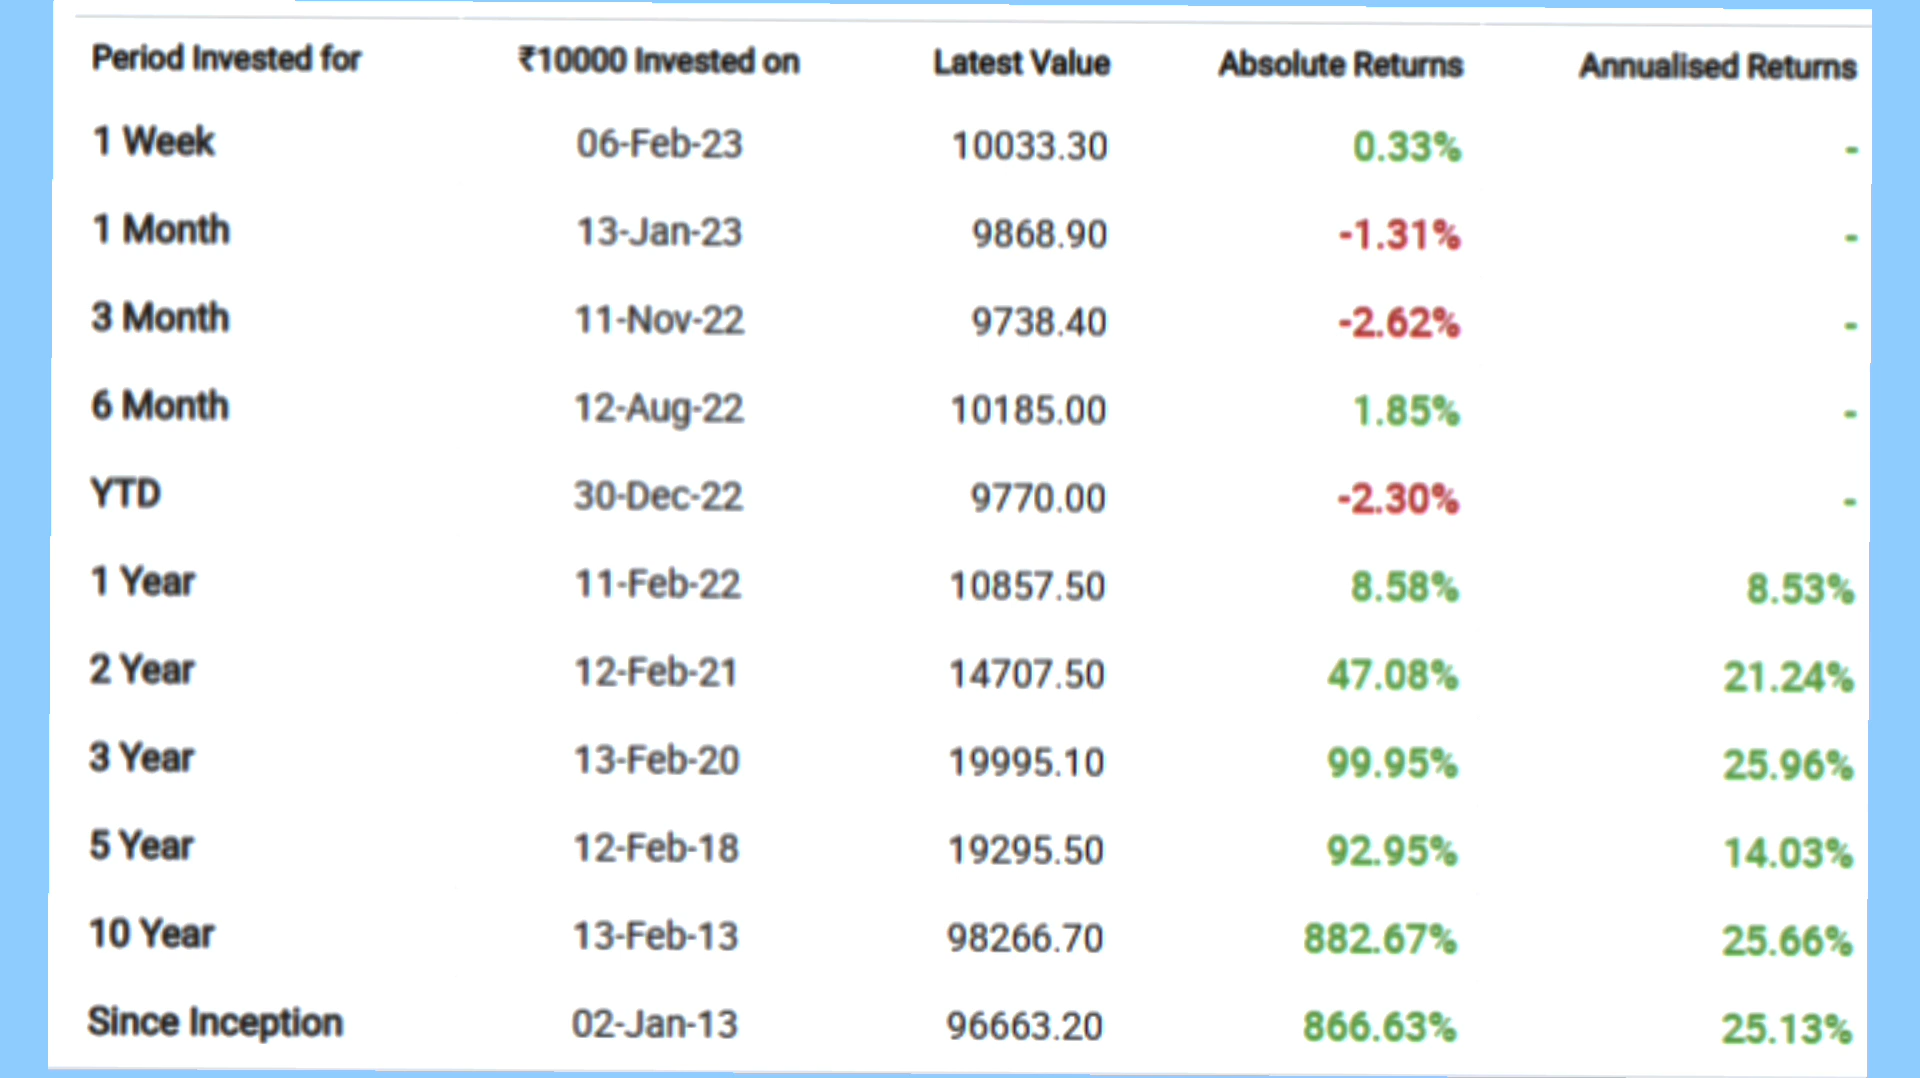 Period Invested for ₹10000 Invested on Latest Value Absolute Returns Annualised Returns
1 Week 06-Feb-23 10033.30 0.33% -
1 Month 13-Jan-23 9868.90 -1.31% -
3 Month 11-Nov-22 9738.40 -2.62% -
6 Month 12-Aug-22 10185.00 1.85% -
YTD 30-Dec-22 9770.00 -2.30% -
1 Year 11-Feb-22 10857.50 8.58% 8.53%
2 Year 12-Feb-21 14707.50 47.08% 21.24%
3 Year 13-Feb-20 19995.10 99.95% 25.96%
5 Year 12-Feb-18 19295.50 92.95% 14.03%
10 Year 13-Feb-13 98266.70 882.67% 25.66%
Since Inception 02-Jan-13 96663.20 866.63% 25.13%